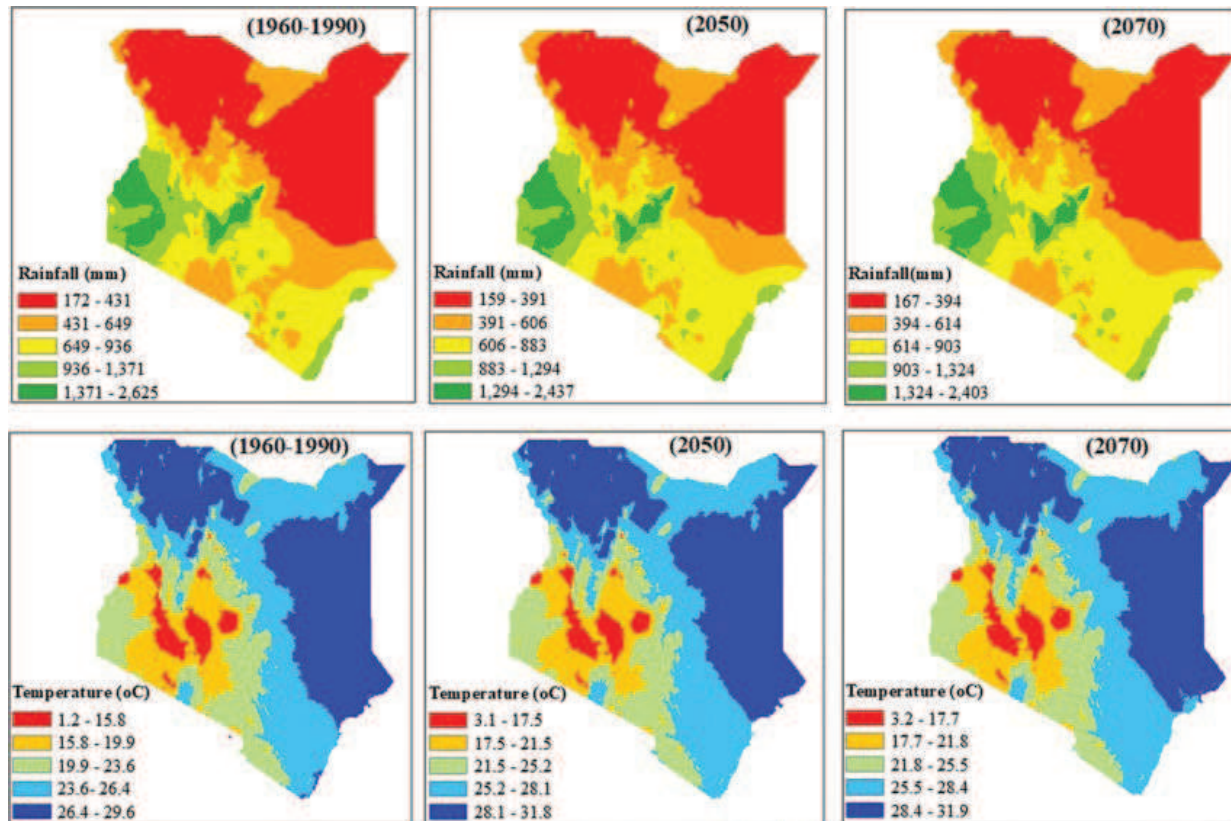 (1960-1990)
Rainfall (mm)
172 - 431
431 - 649
649 - 936
936 - 1,371
1,371 - 2,625
(2050)
Rainfall (mm)
159 - 391
391 - 606
606 - 883
883 - 1,294
1,294 - 2,437
(2070)
Rainfall(mm)
167 - 394
394 - 614
614 - 903
903 - 1,324
1,324 - 2,403
(1960-1990)
Temperature (oC)
1.2 - 15.8
15.8 - 19.9
19.9 - 23.6
23.6 - 26.4
26.4 - 29.6
(2050)
Temperature (oC)
3.1 - 17.5
17.5 - 21.5
21.5 - 25.2
25.2 - 28.1
28.1 - 31.8
(2070)
Temperature (oC)
3.2 - 17.7
17.7 - 21.8
21.8 - 25.5
25.5 - 28.4
28.4 - 31.9